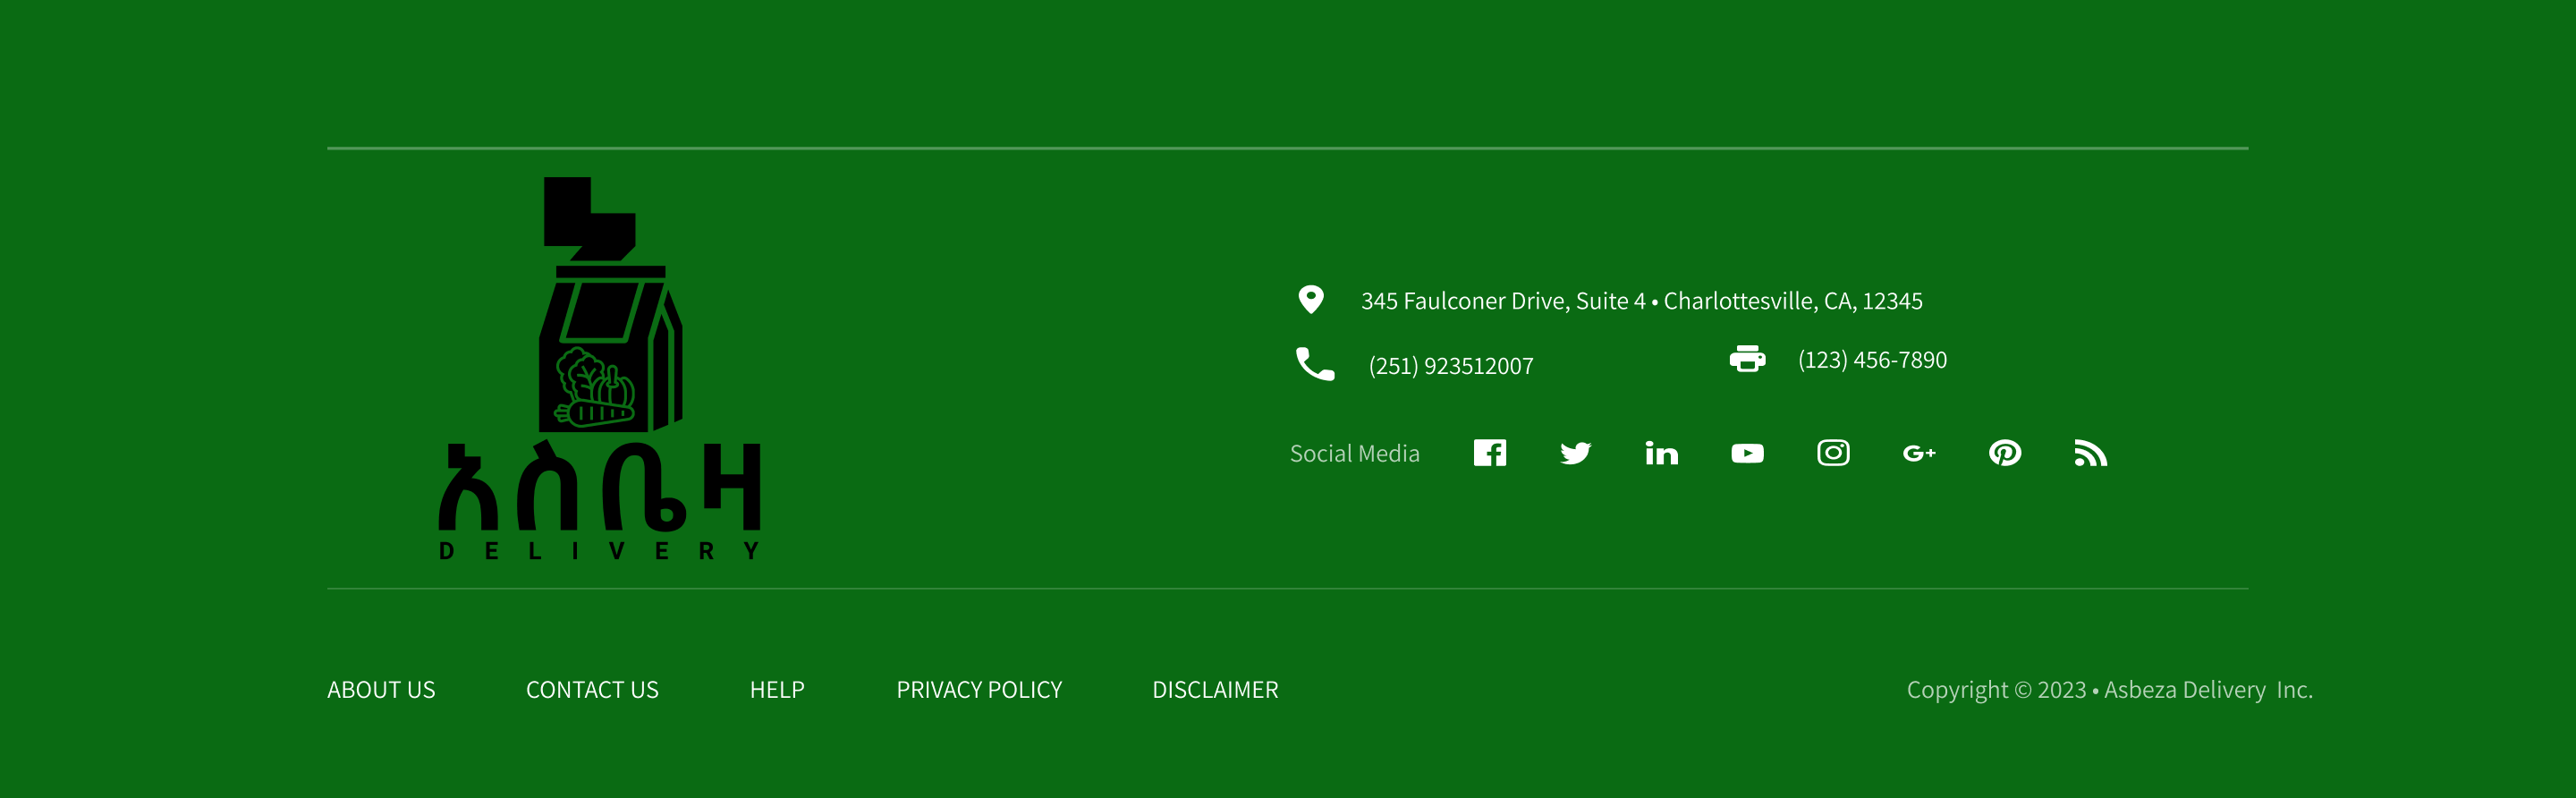 አስቤዛ
DELIVERY
345 Faulconer Drive, Suite 4 • Charlottesville, CA, 12345
(251) 923512007
(123) 456-7890
Social Media
ABOUT US
CONTACT US
HELP
PRIVACY POLICY
DISCLAIMER
Copyright © 2023 • Asbeza Delivery Inc.